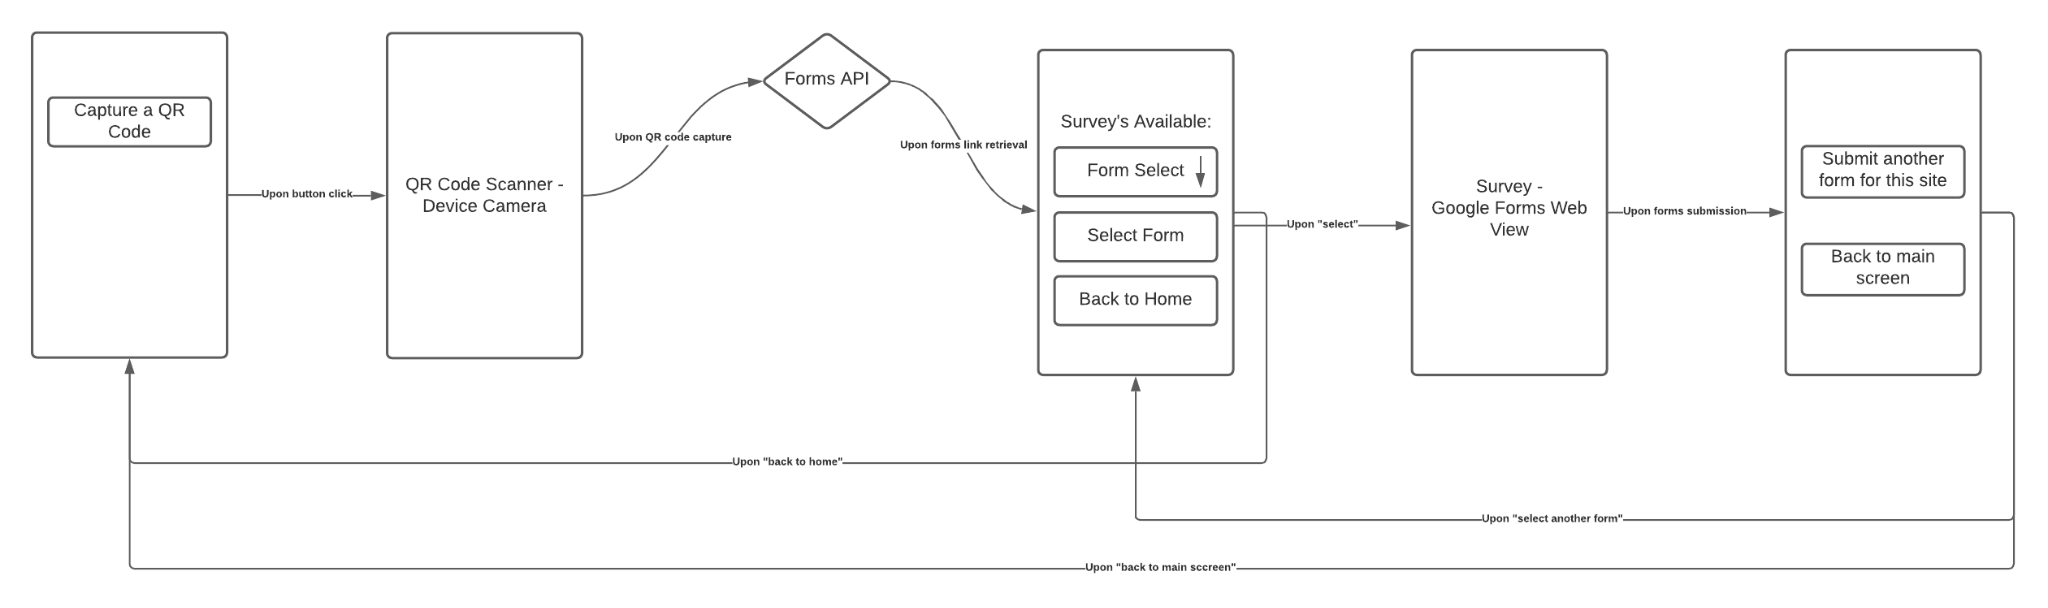 Capture a QR
Code
Upon button click
QR Code Scanner -
Device Camera
Upon QR code capture
Forms API
Upon forms link retrieval
Survey's Available:
Form Select
Select Form
Back to Home
Upon "select"
Survey -
Google Forms Web
View
Upon forms submission
Submit another
form for this site
Back to main
screen
Upon "back to home"
Upon "select another form"
Upon "back to main sccreen"